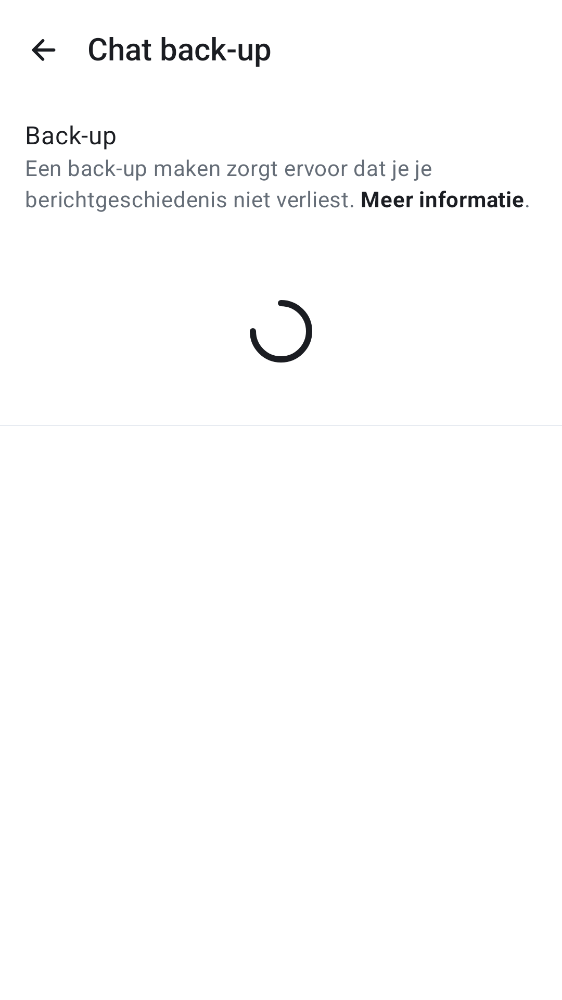 Chat back-up
Back-up
Een back-up maken zorgt ervoor dat je je
berichtgeschiedenis niet verliest. Meer informatie.